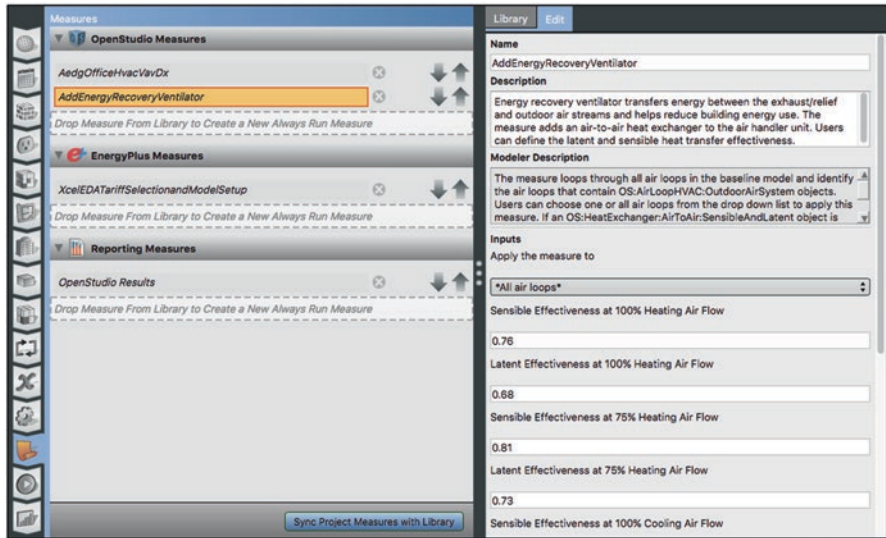 Measures
OpenStudio Measures
AedgOfficeHvacVavDx
AddEnergyRecoveryVentilator
Drop Measure From Library to Create a New Always Run Measure
EnergyPlus Measures
XcelEDATariffSelectionandModelSetup
Drop Measure From Library to Create a New Always Run Measure
Reporting Measures
OpenStudio Results
Drop Measure From Library to Create a New Always Run Measure
Sync Project Measures with Library
Library Edit
Name
AddEnergyRecoveryVentilator
Description
Energy recovery ventilator transfers energy between the exhaust/relief
and outdoor air streams and helps reduce building energy use. The
measure adds an air-to-air heat exchanger to the air handler unit. Users
can define the latent and sensible heat transfer effectiveness.
Modeler Description
The measure loops through all air loops in the baseline model and identify
the air loops that contain OS:AirLoopHVAC:OutdoorAirSystem objects.
Users can choose one or all air loops from the drop down list to apply this
measure. If an OS:HeatExchanger:AirToAir:SensibleAndLatent object is
Inputs
Apply the measure to
*All air loops*
Sensible Effectiveness at 100% Heating Air Flow
0.76
Latent Effectiveness at 100% Heating Air Flow
0.68
Sensible Effectiveness at 75% Heating Air Flow
0.81
Latent Effectiveness at 75% Heating Air Flow
0.73
Sensible Effectiveness at 100% Cooling Air Flow